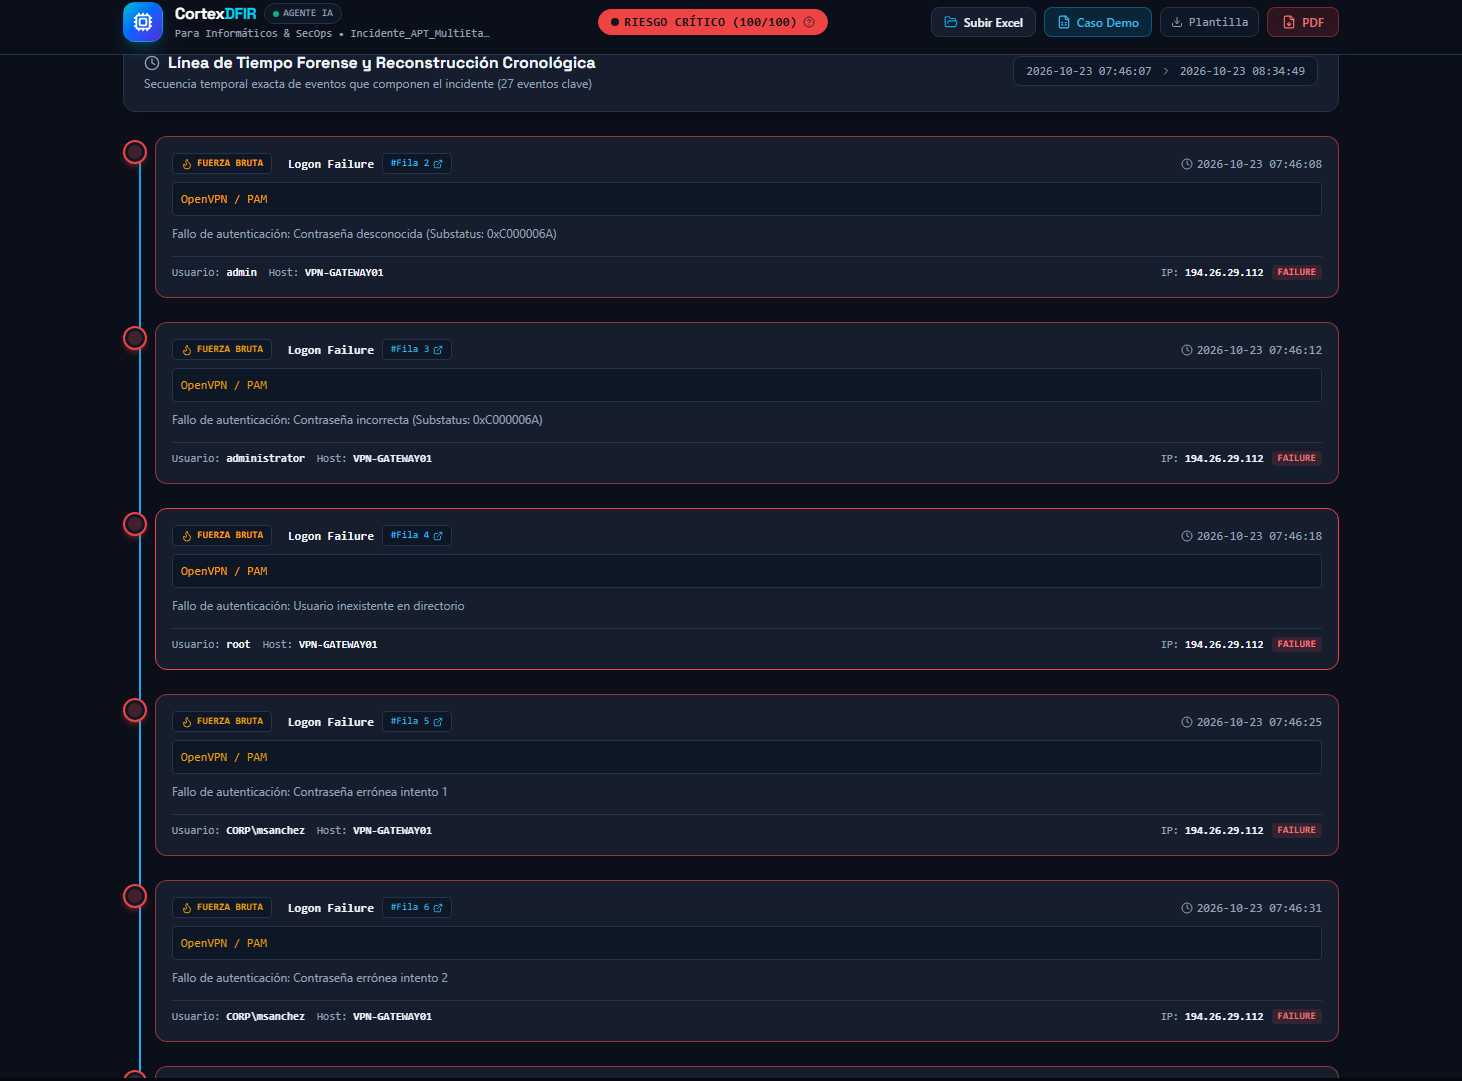 CortexDFIR AGENTE IA
Para Informáticos & SecOps • Incidente_APT_MultiEta…
RIESGO CRÍTICO (100/100)
Subir Excel
Caso Demo
Plantilla
PDF
Línea de Tiempo Forense y Reconstrucción Cronológica
Secuencia temporal exacta de eventos que componen el incidente (27 eventos clave)
2026-10-23 07:46:07 > 2026-10-23 08:34:49
FUERZA BRUTA Logon Failure #Fila 2 2026-10-23 07:46:08
OpenVPN / PAM
Fallo de autenticación: Contraseña desconocida (Substatus: 0xC000006A)
Usuario: admin Host: VPN-GATEWAY01 IP: 194.26.29.112 FAILURE
FUERZA BRUTA Logon Failure #Fila 3 2026-10-23 07:46:12
OpenVPN / PAM
Fallo de autenticación: Contraseña incorrecta (Substatus: 0xC000006A)
Usuario: administrator Host: VPN-GATEWAY01 IP: 194.26.29.112 FAILURE
FUERZA BRUTA Logon Failure #Fila 4 2026-10-23 07:46:18
OpenVPN / PAM
Fallo de autenticación: Usuario inexistente en directorio
Usuario: root Host: VPN-GATEWAY01 IP: 194.26.29.112 FAILURE
FUERZA BRUTA Logon Failure #Fila 5 2026-10-23 07:46:25
OpenVPN / PAM
Fallo de autenticación: Contraseña errónea intento 1
Usuario: CORP\msanchez Host: VPN-GATEWAY01 IP: 194.26.29.112 FAILURE
FUERZA BRUTA Logon Failure #Fila 6 2026-10-23 07:46:31
OpenVPN / PAM
Fallo de autenticación: Contraseña errónea intento 2
Usuario: CORP\msanchez Host: VPN-GATEWAY01 IP: 194.26.29.112 FAILURE